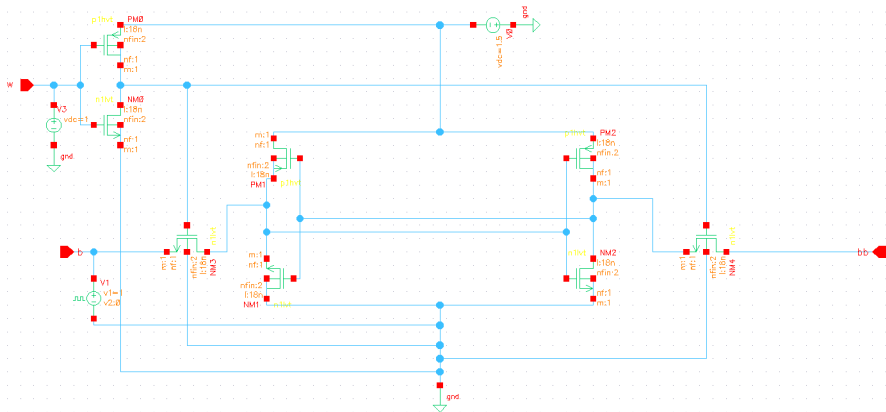 gnd
PM0
l:18n
nfin:2
nf:1
m:1
V0
vdc=1.5
w
V3
vdc=1
gnd
NM0
l:18n
nfin:2
nf:1
m:1
m:1
nf:1
nfin:2
l:18n
PM1
PM2
l:18n
nfin:2
nf:1
m:1
b
m:1
nf:1
nfin:2
l:18n
NM3
m:1
nf:1
nfin:2
l:18n
NM1
NM2
l:18n
nfin:2
nf:1
m:1
m:1
nf:1
nfin:2
l:18n
NM4
bb
V1
v1=
v2:0
gnd